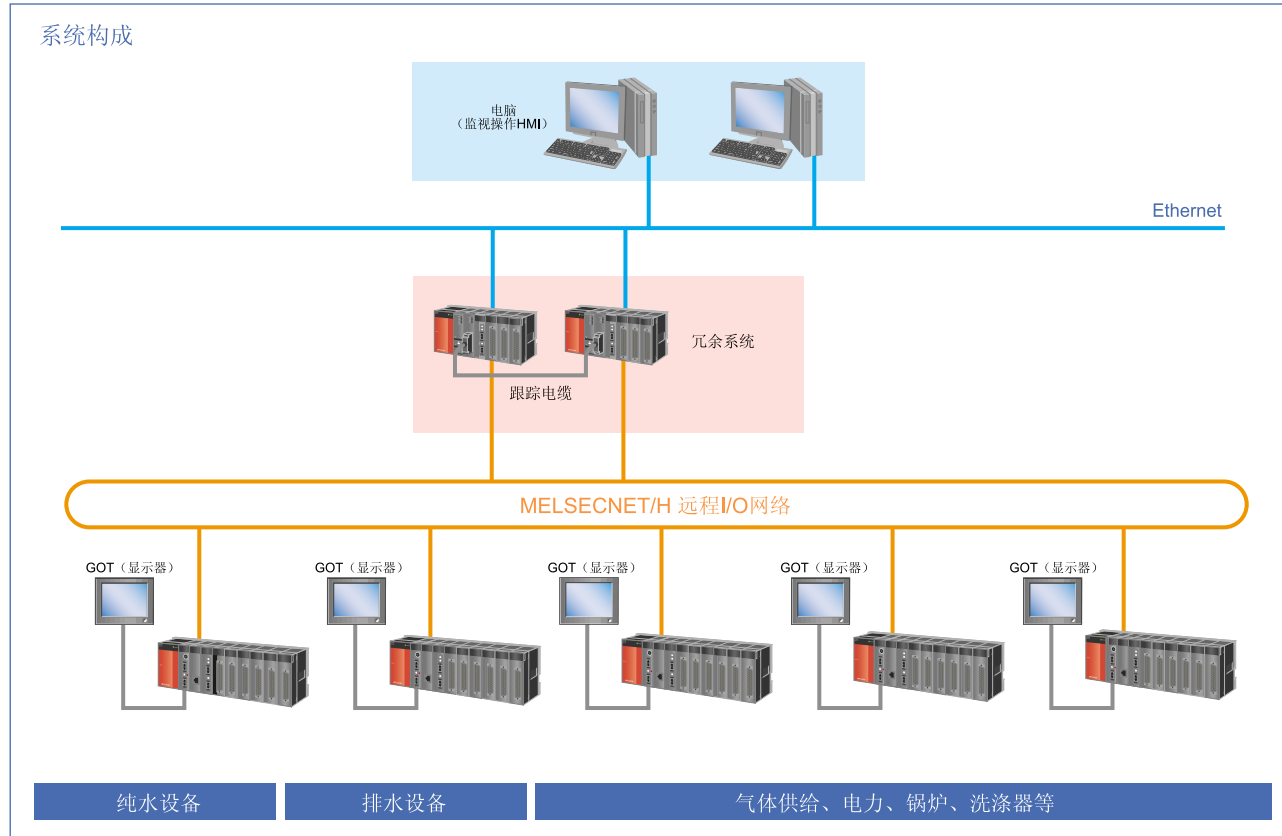 系统构成
电脑
（监视操作HMI）
Ethernet
冗余系统
跟踪电缆
MELSECNET/H 远程I/O网络
GOT（显示器）
GOT（显示器）
GOT（显示器）
GOT（显示器）
GOT（显示器）
纯水设备
排水设备
气体供给、电力、锅炉、洗涤器等